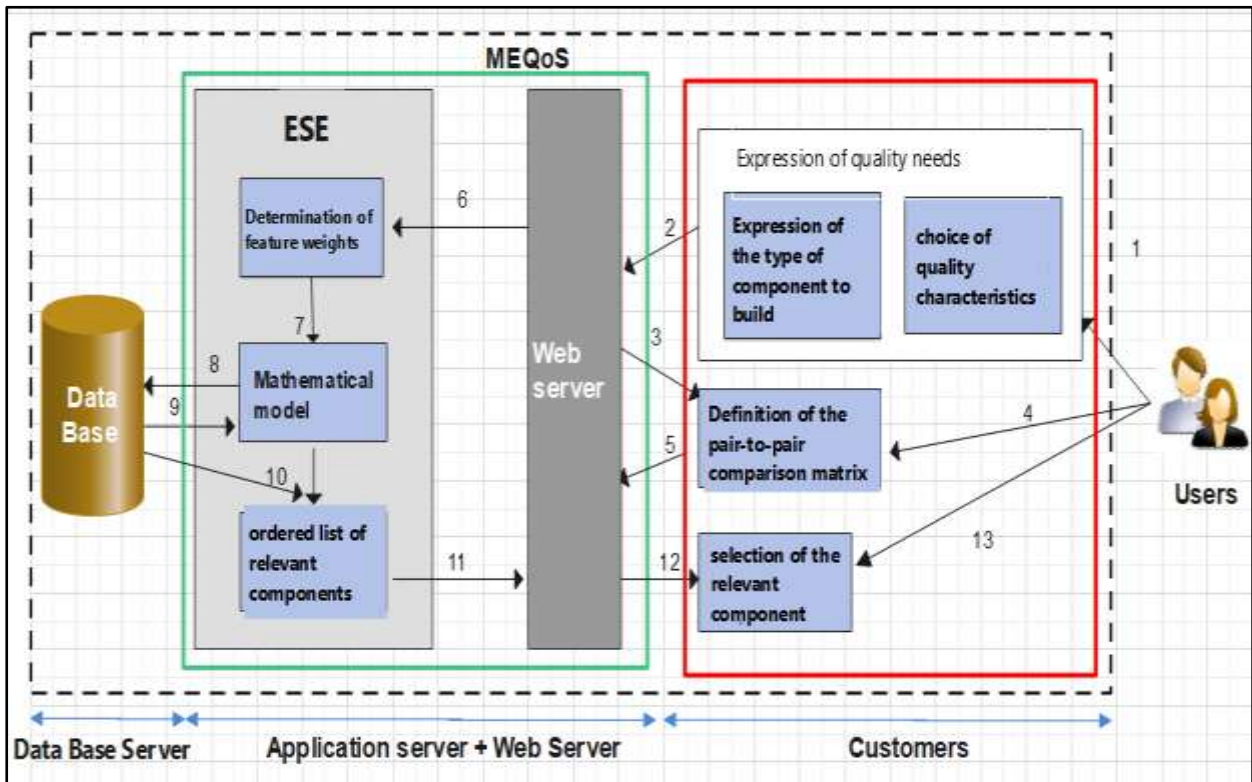 MEQoS
ESE
Determination of
feature weights
6
7
8
9
Mathematical
model
10
ordered list of
relevant
components
11
Data
Base
Web
server
Expression of quality needs
Expression of
the type of
component to
build
choice of
quality
characteristics
1
2
3
Definition of the
pair-to-pair
comparison matrix
4
5
12
selection of the
relevant
component
13
Users
Data Base Server
Application server + Web Server
Customers